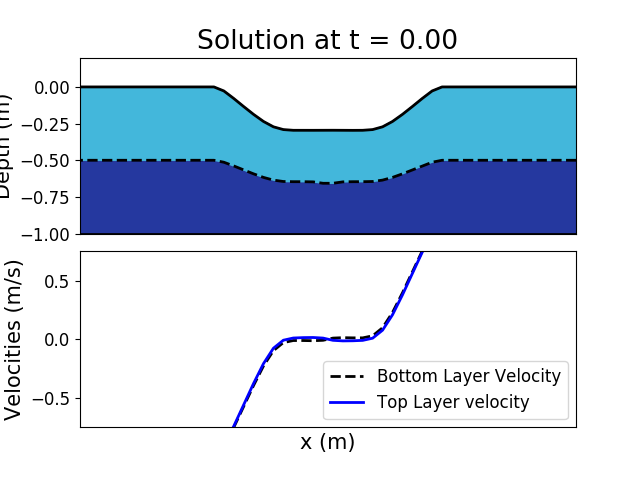 Solution at t = 0.00
Depth (m)
0.00
−0.25
−0.50
−0.75
−1.00
Velocities (m/s)
0.5
0.0
−0.5
Bottom Layer Velocity
Top Layer velocity
x (m)